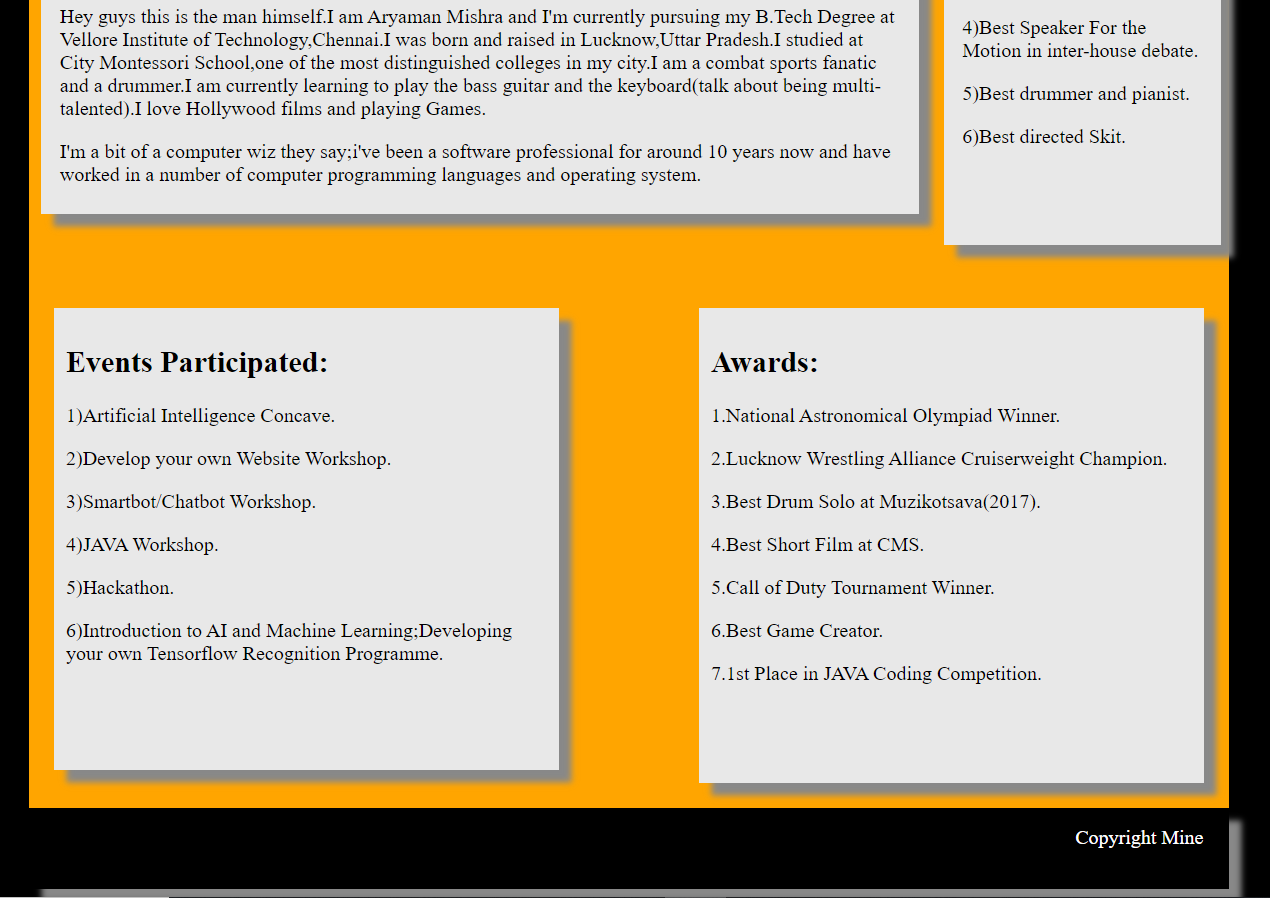 Hey guys this is the man himself.I am Aryaman Mishra and I'm currently pursuing my B.Tech Degree at
Vellore Institute of Technology,Chennai.I was born and raised in Lucknow,Uttar Pradesh.I studied at
City Montessori School,one of the most distinguished colleges in my city.I am a combat sports fanatic
and a drummer.I am currently learning to play the bass guitar and the keyboard(talk about being multi-
talented).I love Hollywood films and playing Games.
I'm a bit of a computer wiz they say;i've been a software professional for around 10 years now and have
worked in a number of computer programming languages and operating system.
4)Best Speaker For the
Motion in inter-house debate.
5)Best drummer and pianist.
6)Best directed Skit.
Events Participated:
1)Artificial Intelligence Concave.
2)Develop your own Website Workshop.
3)Smartbot/Chatbot Workshop.
4)JAVA Workshop.
5)Hackathon.
6)Introduction to AI and Machine Learning;Developing
your own Tensorflow Recognition Programme.
Awards:
1.National Astronomical Olympiad Winner.
2.Lucknow Wrestling Alliance Cruiserweight Champion.
3.Best Drum Solo at Muzikotsava(2017).
4.Best Short Film at CMS.
5.Call of Duty Tournament Winner.
6.Best Game Creator.
7.1st Place in JAVA Coding Competition.
Copyright Mine